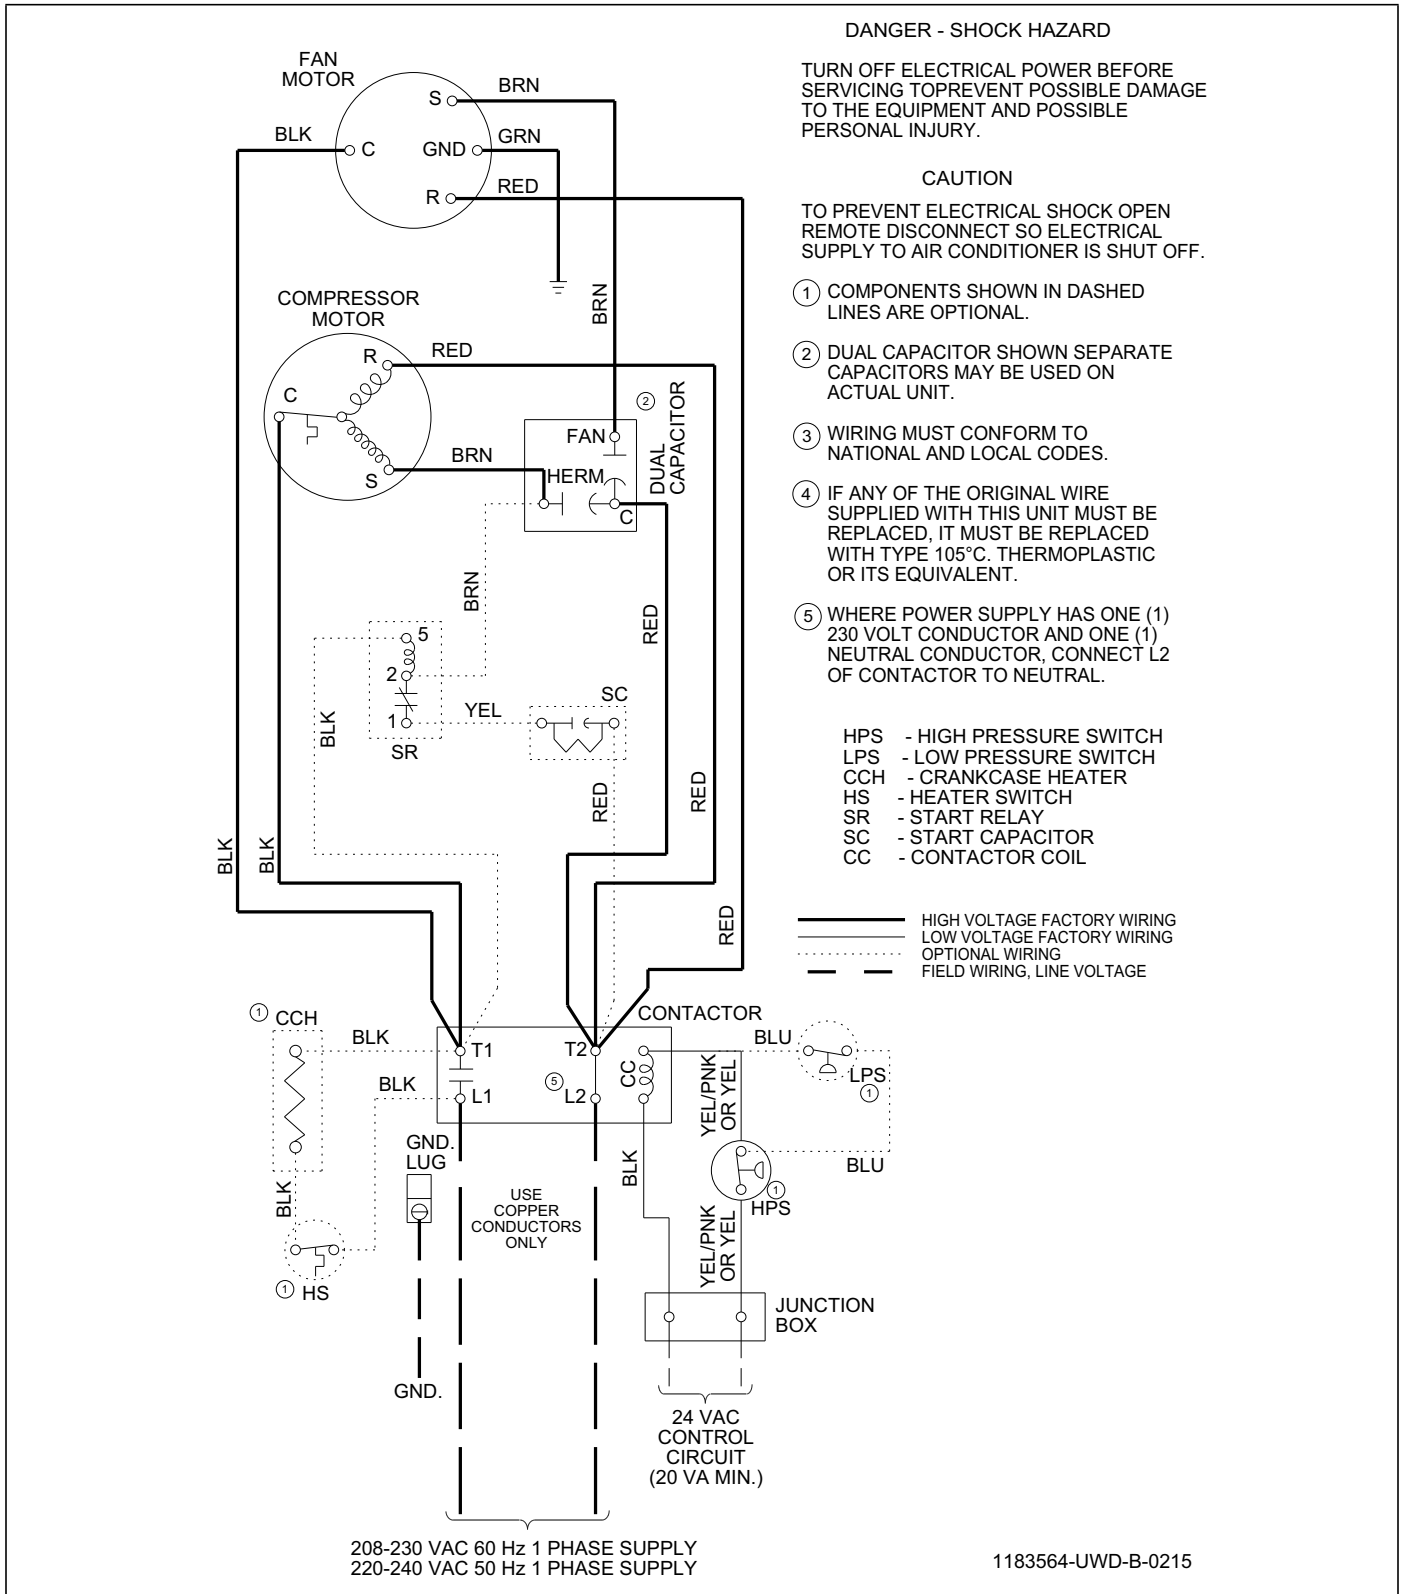 DANGER - SHOCK HAZARD
TURN OFF ELECTRICAL POWER BEFORE
SERVICING TOPREVENT POSSIBLE DAMAGE
TO THE EQUIPMENT AND POSSIBLE
PERSONAL INJURY.
CAUTION
TO PREVENT ELECTRICAL SHOCK OPEN
REMOTE DISCONNECT SO ELECTRICAL
SUPPLY TO AIR CONDITIONER IS SHUT OFF.
1 COMPONENTS SHOWN IN DASHED
LINES ARE OPTIONAL.
2 DUAL CAPACITOR SHOWN SEPARATE
CAPACITORS MAY BE USED ON
ACTUAL UNIT.
3 WIRING MUST CONFORM TO
NATIONAL AND LOCAL CODES.
4 IF ANY OF THE ORIGINAL WIRE
SUPPLIED WITH THIS UNIT MUST BE
REPLACED, IT MUST BE REPLACED
WITH TYPE 105°C. THERMOPLASTIC
OR ITS EQUIVALENT.
5 WHERE POWER SUPPLY HAS ONE (1)
230 VOLT CONDUCTOR AND ONE (1)
NEUTRAL CONDUCTOR, CONNECT L2
OF CONTACTOR TO NEUTRAL.
HPS - HIGH PRESSURE SWITCH
LPS - LOW PRESSURE SWITCH
CCH - CRANKCASE HEATER
HS - HEATER SWITCH
SR - START RELAY
SC - START CAPACITOR
CC - CONTACTOR COIL
HIGH VOLTAGE FACTORY WIRING
LOW VOLTAGE FACTORY WIRING
OPTIONAL WIRING
FIELD WIRING, LINE VOLTAGE
FAN
MOTOR
S
BRN
BLK
C
GND
GRN
R
RED
BRN
COMPRESSOR
MOTOR
R
RED
C
S
BRN
2
DUAL
CAPACITOR
FAN
HERM
C
BRN
RED
5
2
1
SR
YEL
SC
BLK
RED
RED
BLK
BLK
RED
CONTACTOR
1
CCH
BLK
T1
T2
CC
BLU
LPS
1
BLK
L1
5
L2
YEL/PNK
OR YEL
GND.
LUG
BLK
BLU
BLK
USE
COPPER
CONDUCTORS
ONLY
1
HPS
YEL/PNK
OR YEL
1
HS
JUNCTION
BOX
GND.
24 VAC
CONTROL
CIRCUIT
(20 VA MIN.)
208-230 VAC 60 Hz 1 PHASE SUPPLY
220-240 VAC 50 Hz 1 PHASE SUPPLY
1183564-UWD-B-0215